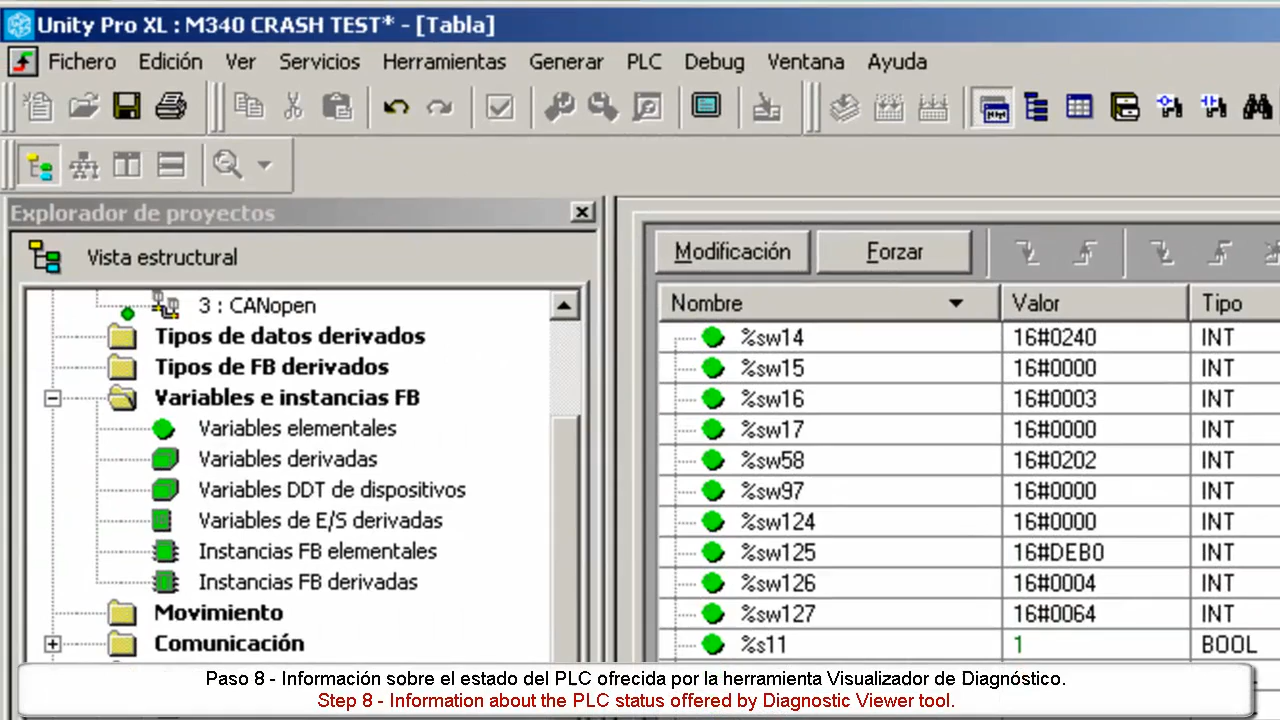 Unity Pro XL : M340 CRASH TEST* - [Tabla]
Fichero Edición Ver Servicios Herramientas Generar PLC Debug Ventana Ayuda
Explorador de proyectos
Vista estructural
3 : CANopen
Tipos de datos derivados
Tipos de FB derivados
Variables e instancias FB
Variables elementales
Variables derivadas
Variables DDT de dispositivos
Variables de E/S derivadas
Instancias FB elementales
Instancias FB derivadas
Movimiento
Comunicación
Modificación Forzar
Nombre Valor Tipo
%sw14 16#0240 INT
%sw15 16#0000 INT
%sw16 16#0003 INT
%sw17 16#0000 INT
%sw58 16#0202 INT
%sw97 16#0000 INT
%sw124 16#0000 INT
%sw125 16#DEB0 INT
%sw126 16#0004 INT
%sw127 16#0064 INT
%s11 1 BOOL
Paso 8 - Información sobre el estado del PLC ofrecida por la herramienta Visualizador de Diagnóstico.
Step 8 - Information about the PLC status offered by Diagnostic Viewer tool.